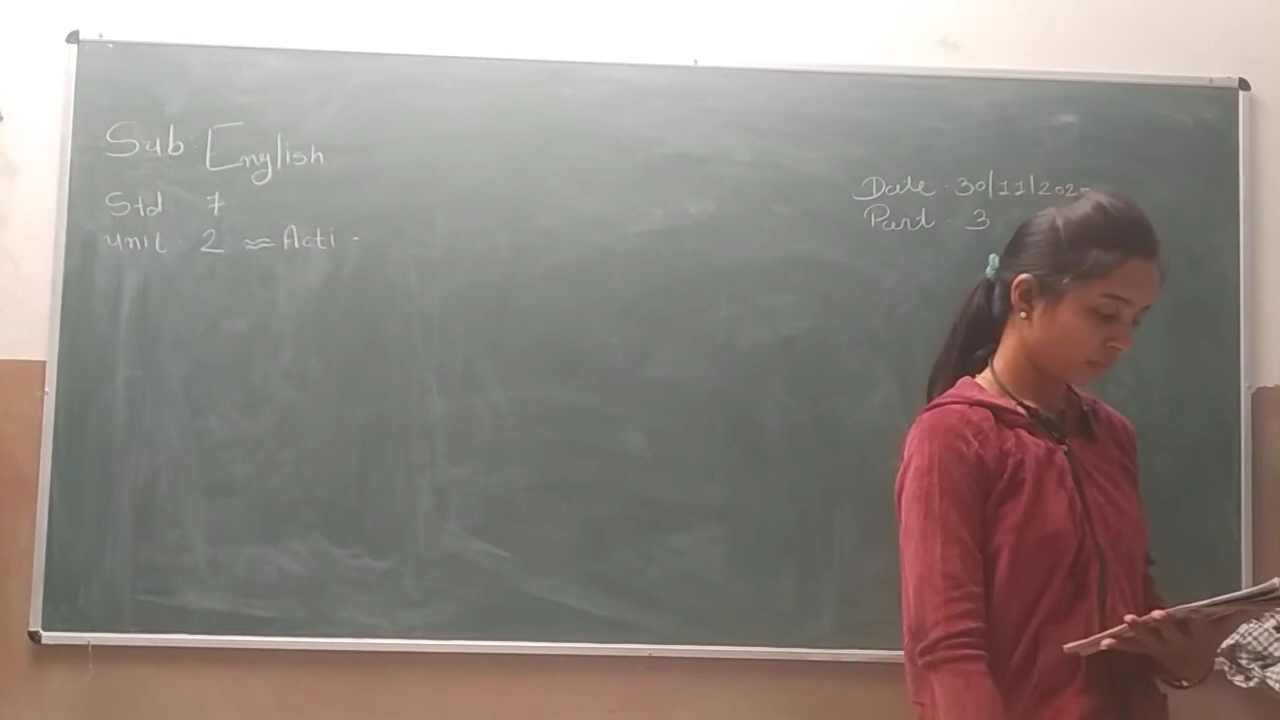 Sub. English
Std 7
Unit 2 ≈ Acti -
Date - 30/11/202
Part - 3